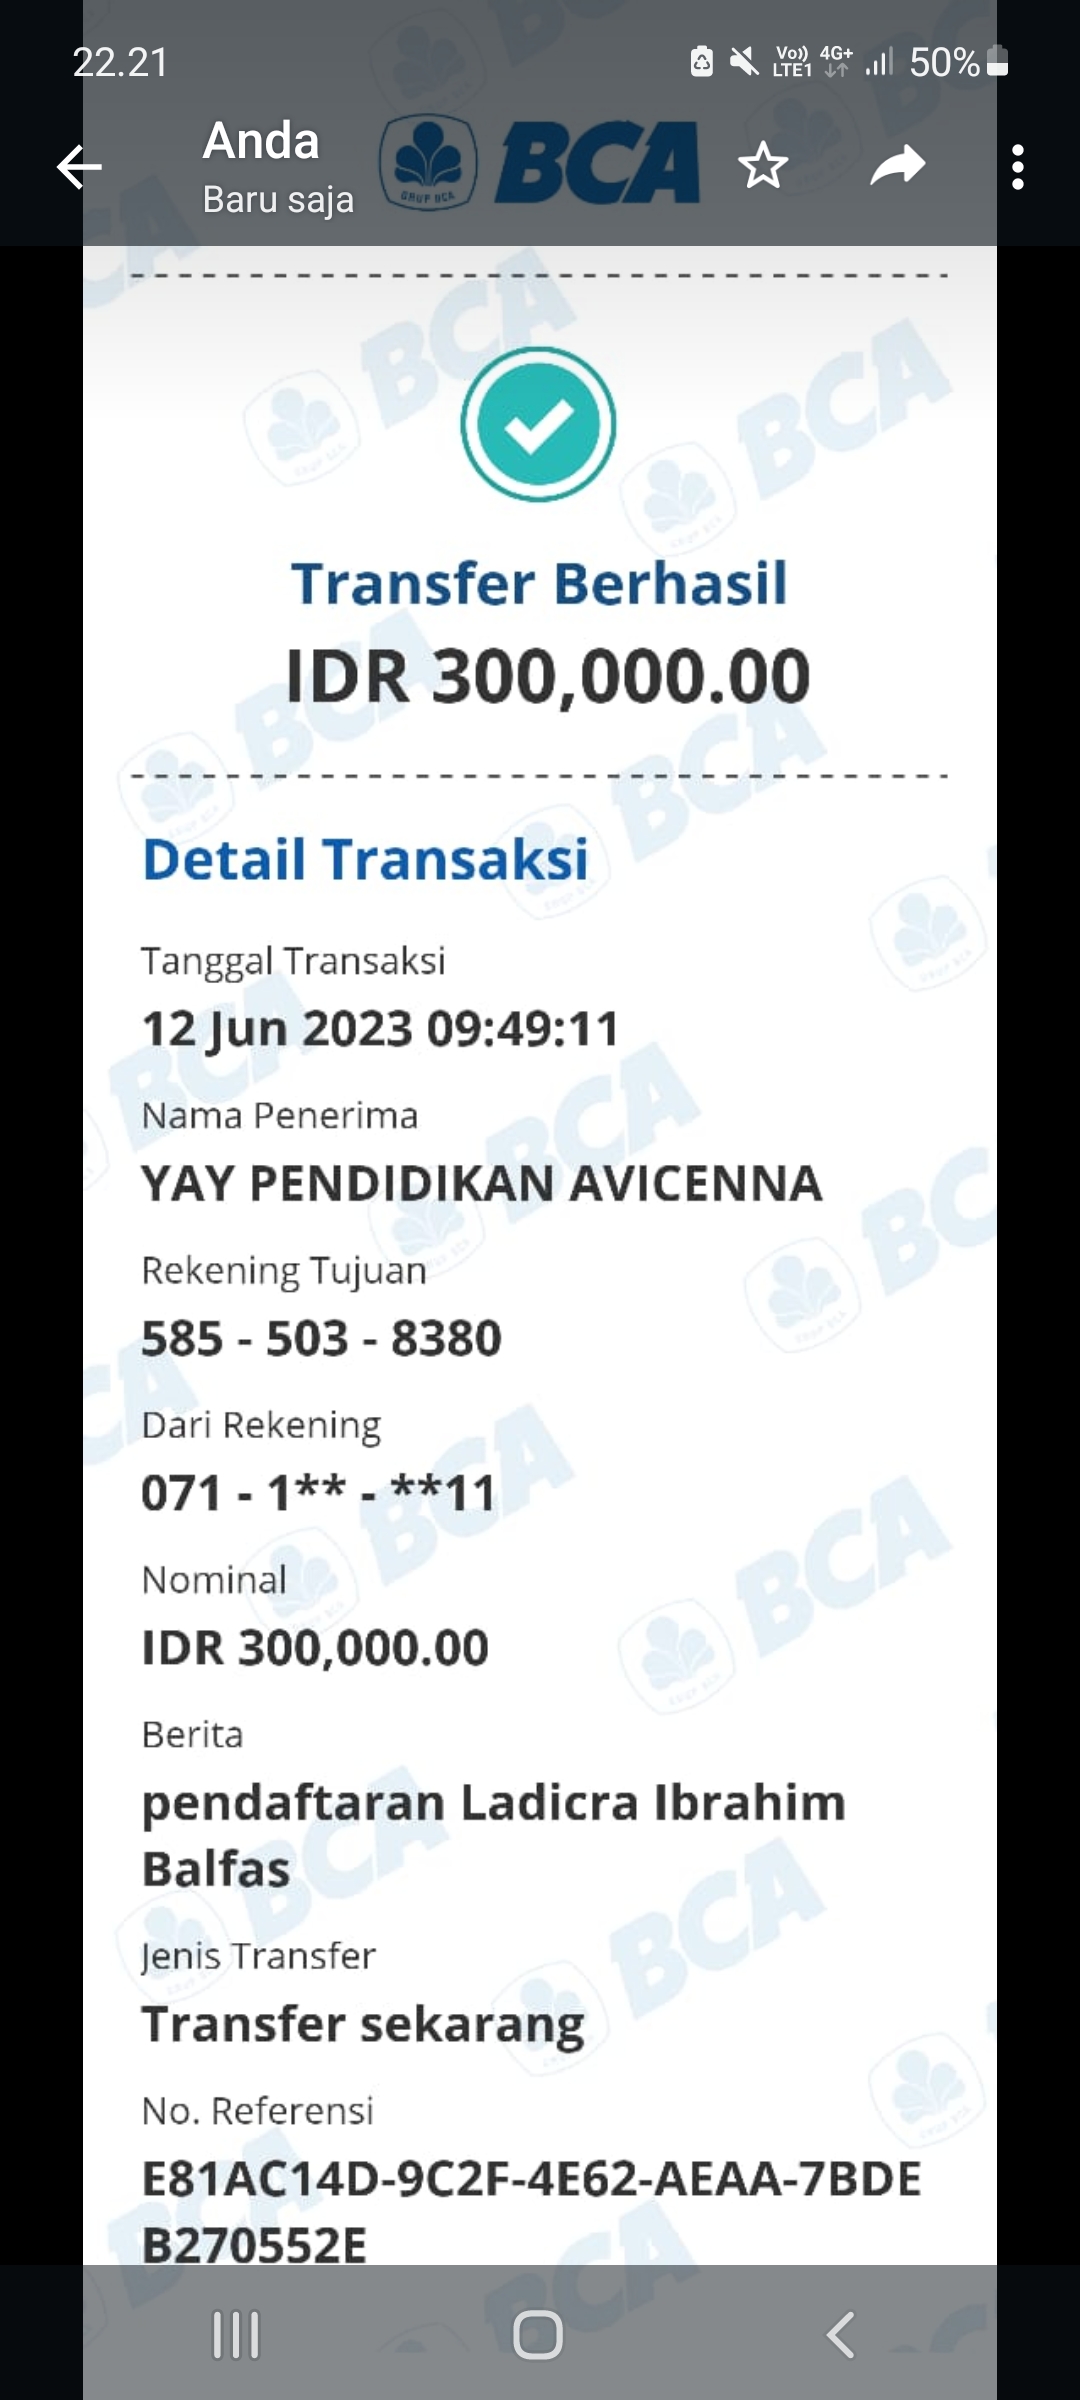 22.21
Vo)) LTE1 4G+ 50%
Anda
Baru saja
GRUP BCA
BCA
Transfer Berhasil
IDR 300,000.00
Detail Transaksi
Tanggal Transaksi
12 Jun 2023 09:49:11
Nama Penerima
YAY PENDIDIKAN AVICENNA
Rekening Tujuan
585 - 503 - 8380
Dari Rekening
071 - 1** - **11
Nominal
IDR 300,000.00
Berita
pendaftaran Ladicra Ibrahim
Balfas
Jenis Transfer
Transfer sekarang
No. Referensi
E81AC14D-9C2F-4E62-AEAA-7BDE
B270552E